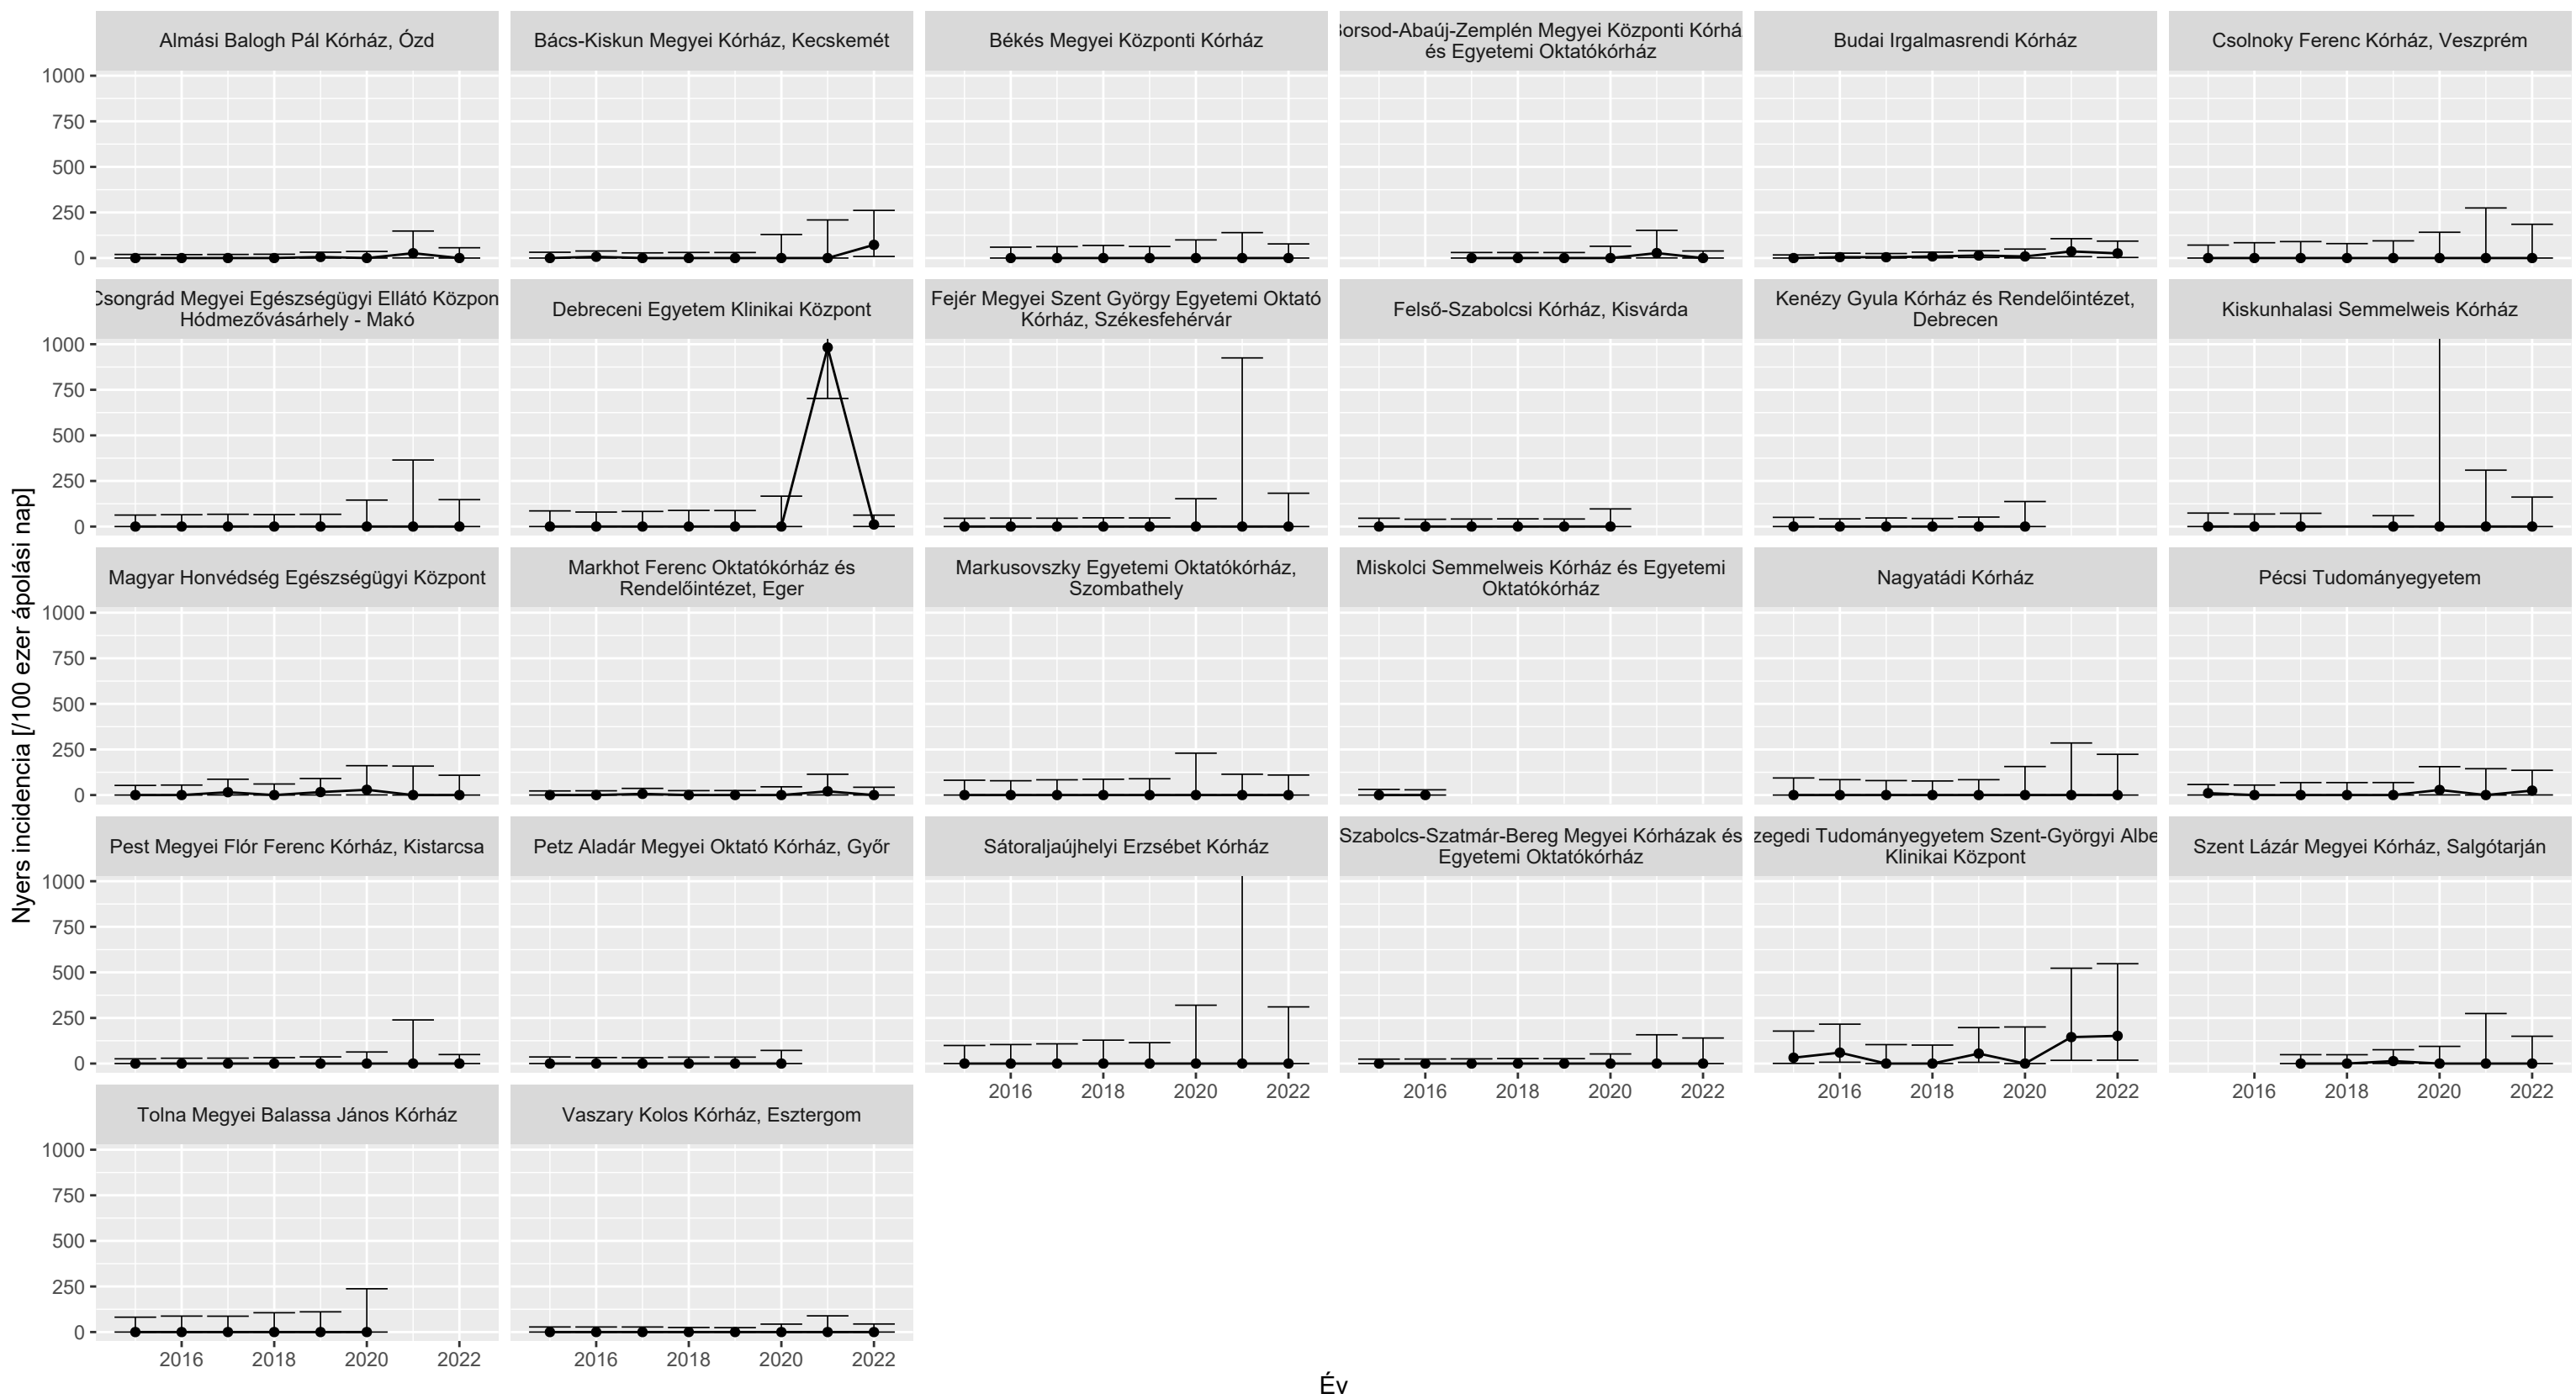 Almási Balogh Pál Kórház, Ózd
Bács-Kiskun Megyei Kórház, Kecskemét
Békés Megyei Központi Kórház
Borsod-Abaúj-Zemplén Megyei Központi Kórhá
és Egyetemi Oktatókórház
Budai Irgalmasrendi Kórház
Csolnoky Ferenc Kórház, Veszprém
1000
750
500
250
0
Csongrád Megyei Egészségügyi EllátóKözpon
Hódmezővásárhely - Makó
Debreceni Egyetem Klinikai Központ
Fejér Megyei Szent György Egyetemi Oktató
Kórház, Székesfehérvár
Felső-Szabolcsi Kórház, Kisvárda
Kenézy Gyula Kórház és Rendelőintézet,
Debrecen
Kiskunhalasi Semmelweis Kórház
1000
750
500
250
0
Nyers incidencia [/100 ezer ápolási nap]
Magyar Honvédség Egészségügyi Központ
Markhot Ferenc Oktatókórház és
Rendelőintézet, Eger
Markusovszky Egyetemi Oktatókórház,
Szombathely
Miskolci Semmelweis Kórház és Egyetemi
Oktatókórház
Nagyatádi Kórház
Pécsi Tudományegyetem
1000
750
500
250
0
Pest Megyei Flór Ferenc Kórház, Kistarcsa
Petz Aladár Megyei Oktató Kórház, Győr
Sátoraljaújhelyi Erzsébet Kórház
Szabolcs-Szatmár-Bereg Megyei Kórházak és
Egyetemi Oktatókórház
zegedi Tudományegyetem Szent-Györgyi Albe
Klinikai Központ
Szent Lázár Megyei Kórház, Salgótarján
1000
750
500
250
0
2016 2018 2020 2022
2016 2018 2020 2022
2016 2018 2020 2022
2016 2018 2020 2022
Tolna Megyei Balassa János Kórház
Vaszary Kolos Kórház, Esztergom
1000
750
500
250
0
2016 2018 2020 2022
2016 2018 2020 2022
Év